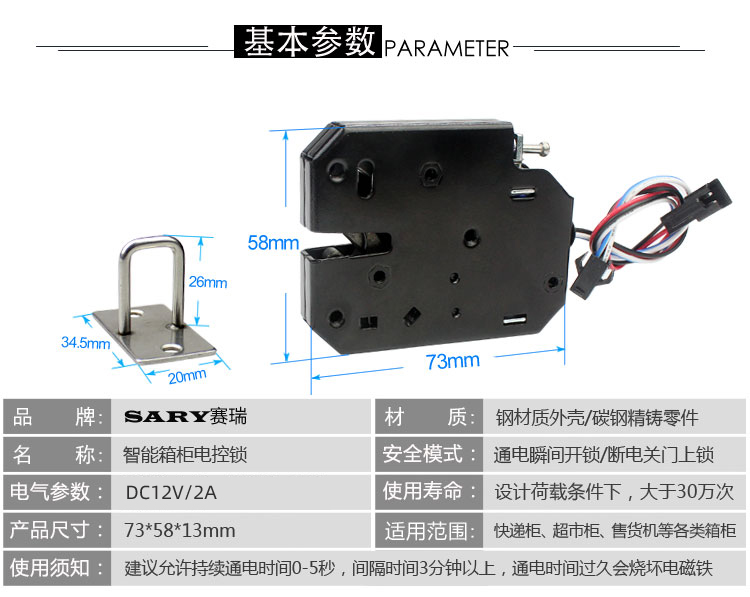 基本参数 PARAMETER
58mm
26mm
34.5mm
20mm
73mm
品 牌: SARY赛瑞
材 质: 钢材质外壳/碳钢精铸零件
名 称: 智能箱柜电控锁
安全模式: 通电瞬间开锁/断电关门上锁
电气参数: DC12V/2A
使用寿命: 设计荷载条件下，大于30万次
产品尺寸: 73*58*13mm
适用范围: 快递柜、超市柜、售货机等各类箱柜
使用须知: 建议允许持续通电时间0-5秒，间隔时间3分钟以上，通电时间过久会烧坏电磁铁